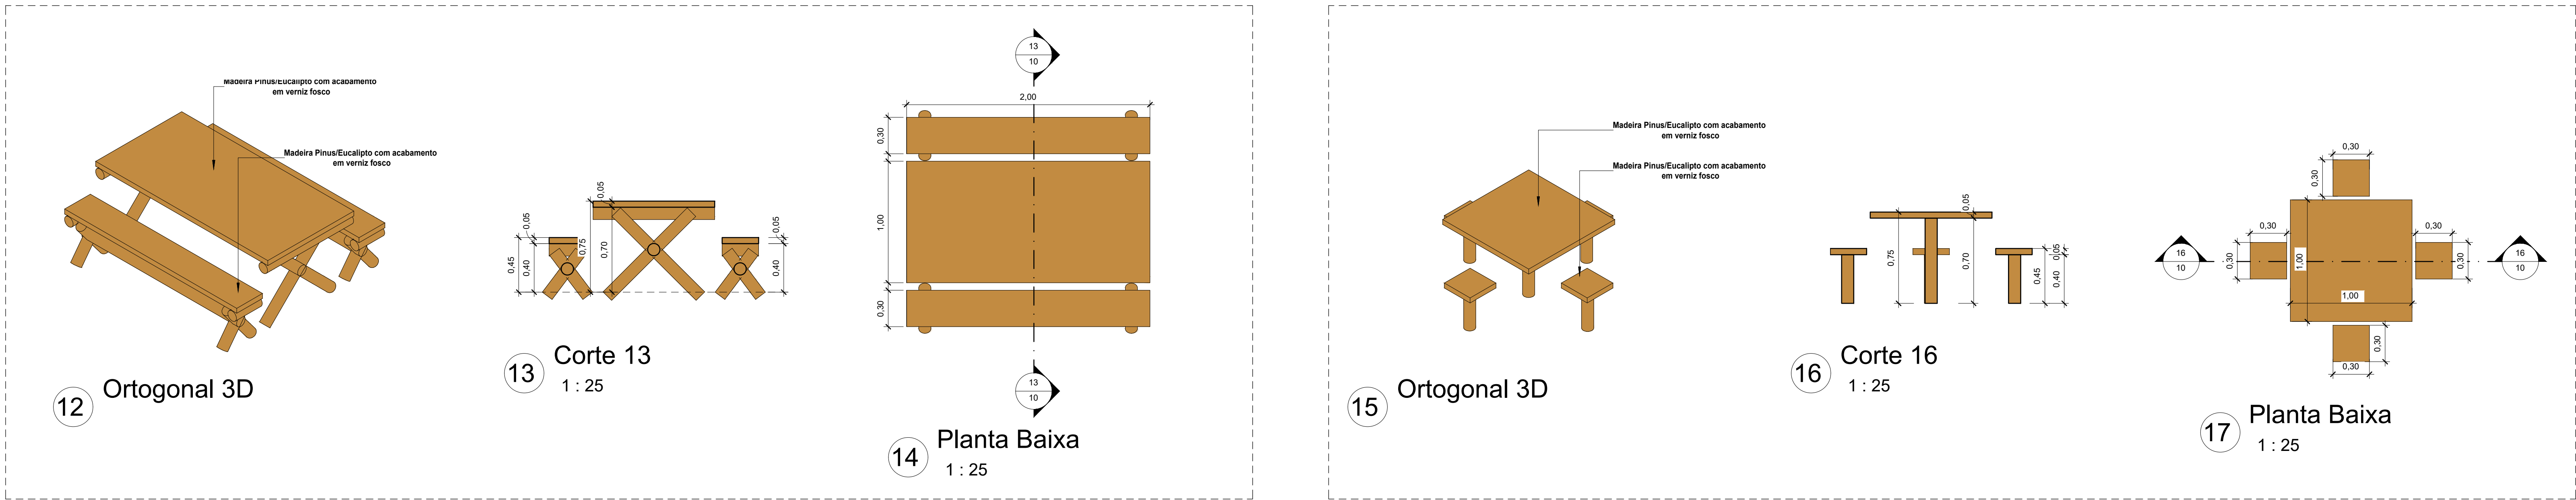 Madeira Pinus/Eucalipto com acabamento
em verniz fosco
Madeira Pinus/Eucalipto com acabamento
em verniz fosco
12
Ortogonal 3D
0,05
0,05
0,05
0,45
0,40
0,75
0,70
0,40
13
Corte 13
1 : 25
13
10
2,00
0,30
1,00
0,30
13
10
14
Planta Baixa
1 : 25
Madeira Pinus/Eucalipto com acabamento
em verniz fosco
Madeira Pinus/Eucalipto com acabamento
em verniz fosco
15
Ortogonal 3D
0,05
0,75
0,70
0,05
0,45
0,40
16
Corte 16
1 : 25
0,30
0,30
0,30
0,30
16
10
0,30
1,00
0,30
16
10
1,00
0,30
0,30
17
Planta Baixa
1 : 25